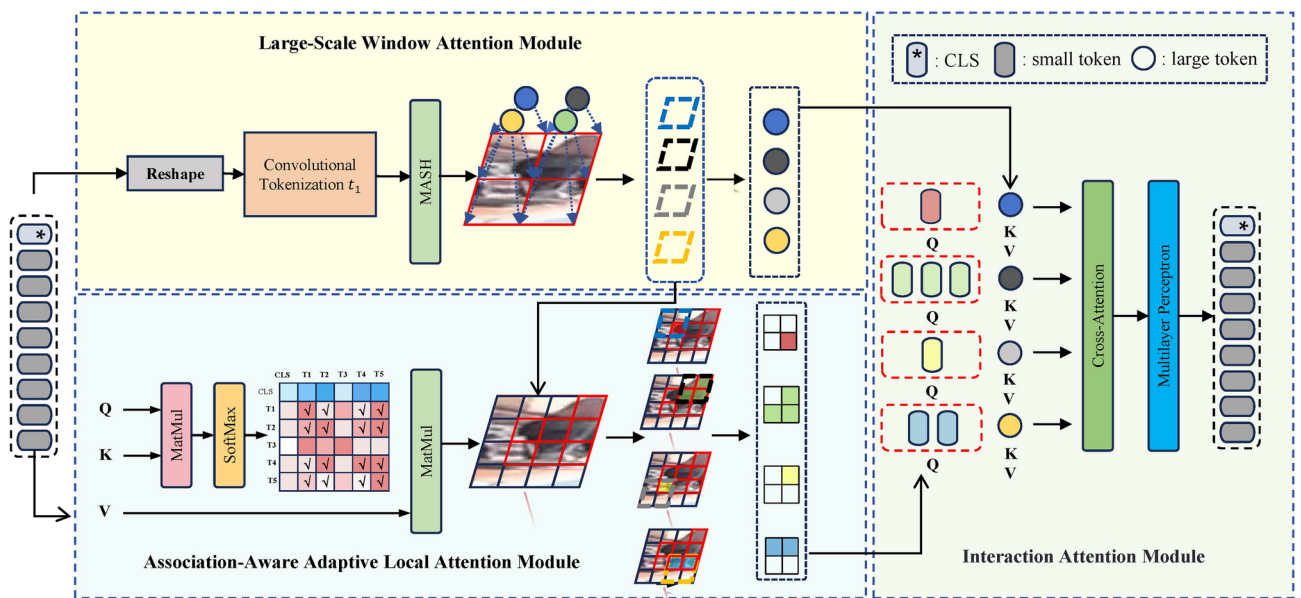 Large-Scale Window Attention Module
* : CLS : small token : large token
Reshape
Convolutional
Tokenization t₁
MASH
*
Q
K V
Q
K V
Q
K V
Q
K V
Cross-Attention
Multilayer Perceptron
*
Q
K
V
MatMul
SoftMax
CLS T1 T2 T3 T4 T5
CLS
T1 √ √ √ √
T2 √ √ √ √
T3
T4 √ √ √ √
T5 √ √ √ √
MatMul
Association-Aware Adaptive Local Attention Module
Interaction Attention Module